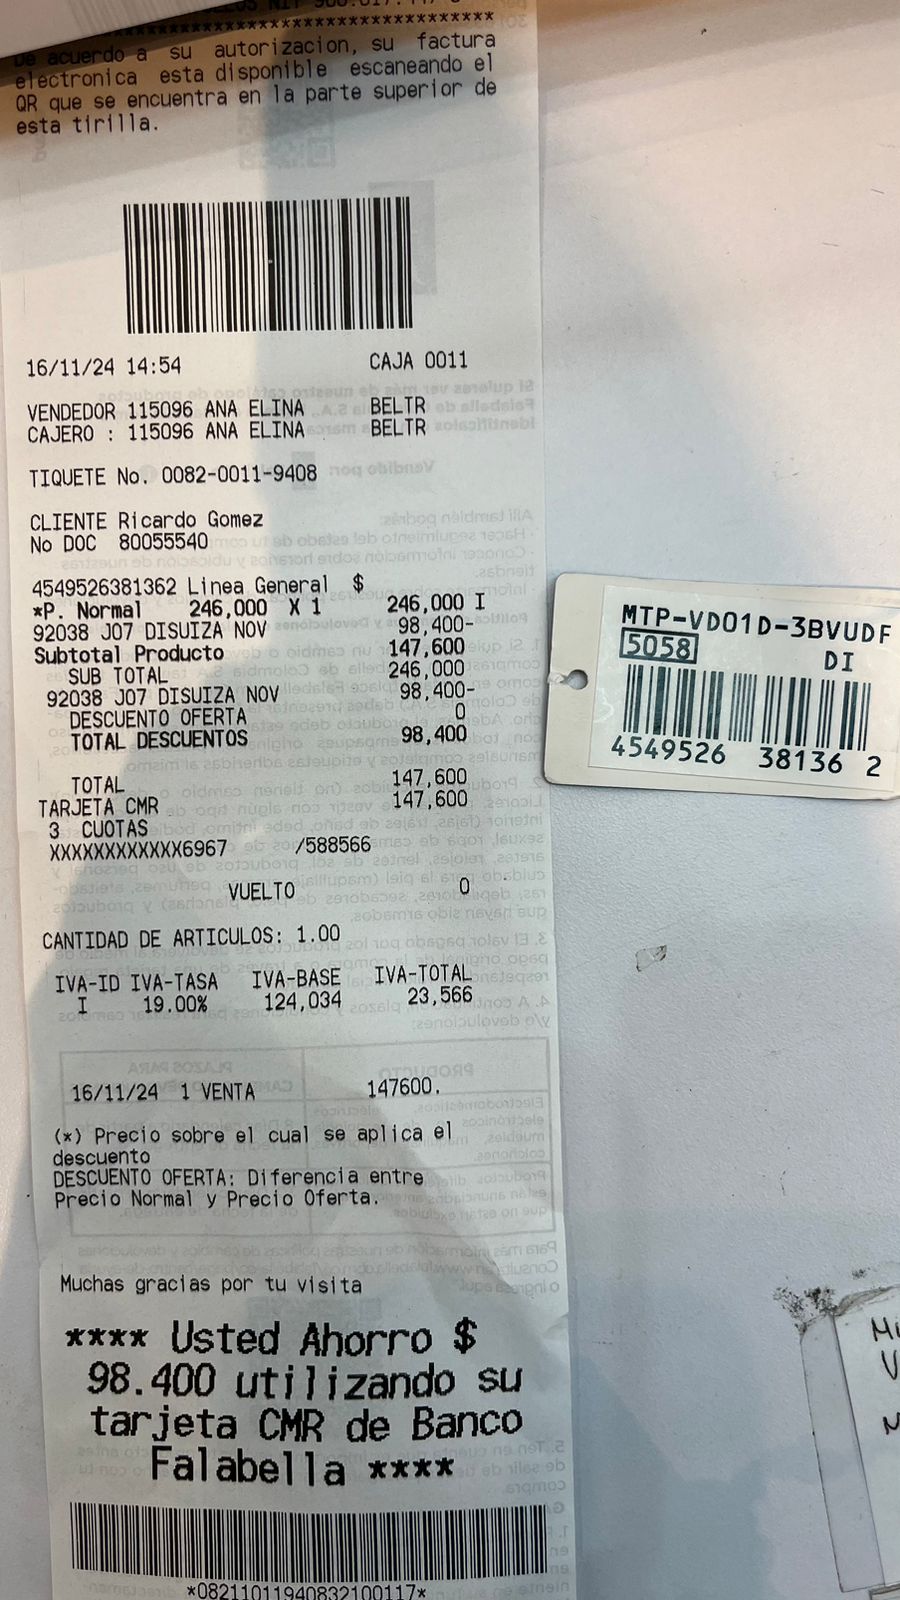 De acuerdo a su autorizacion, su factura
electronica esta disponible escaneando el
QR que se encuentra en la parte superior de
esta tirilla.
16/11/24 14:54 CAJA 0011
VENDEDOR 115096 ANA ELINA BELTR
CAJERO : 115096 ANA ELINA BELTR
TIQUETE No. 0082-0011-9408
CLIENTE Ricardo Gomez
No DOC 80055540
4549526381362 Linea General $
*P. Normal 246,000 X 1 246,000 I
92038 J07 DISUIZA NOV 98,400-
Subtotal Producto 147,600
SUB TOTAL 246,000
92038 J07 DISUIZA NOV 98,400-
DESCUENTO OFERTA 0
TOTAL DESCUENTOS 98,400
TOTAL 147,600
TARJETA CMR 147,600
3 CUOTAS
XXXXXXXXXXXX6967 /588566
VUELTO 0
CANTIDAD DE ARTICULOS: 1.00
IVA-ID IVA-TASA IVA-BASE IVA-TOTAL
I 19.00% 124,034 23,566
16/11/24 1 VENTA 147600.
(*) Precio sobre el cual se aplica el
descuento
DESCUENTO OFERTA: Diferencia entre
Precio Normal y Precio Oferta.
Muchas gracias por tu visita
**** Usted Ahorro $
98.400 utilizando su
tarjeta CMR de Banco
Falabella ****
*082110119408321001​17*
MTP-VD01D-3BVUDF
5058 DI
4549526 38136 2